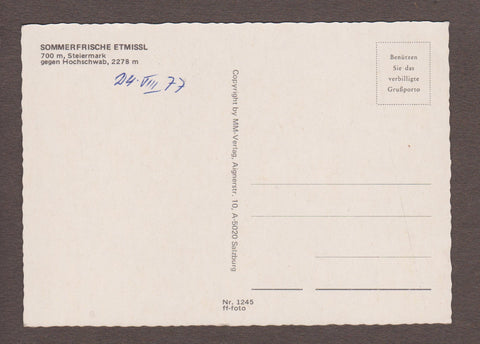 SOMMERFRISCHE ETMISSL
700 m, Steiermark
gegen Hochschwab, 2278 m
24. VIII 77
Copyright by MM-Verlag, Aignerstr. 10, A-5020 Salzburg
Benützen
Sie das
verbilligte
Grußporto
Nr. 1245
ff-foto